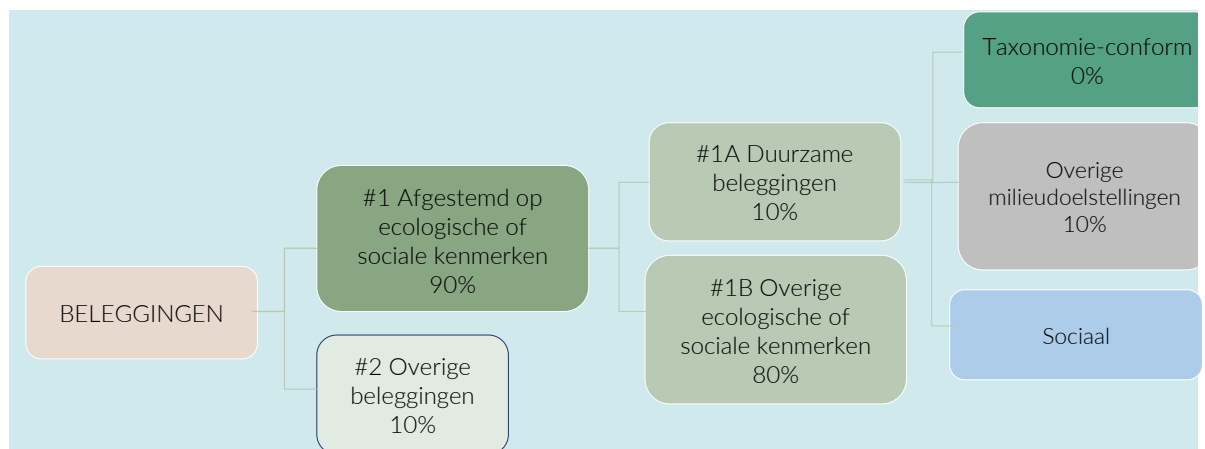 BELEGGINGEN
#1 Afgestemd op
ecologische of
sociale kenmerken
90%
#2 Overige
beleggingen
10%
#1A Duurzame
beleggingen
10%
#1B Overige
ecologische of
sociale kenmerken
80%
Taxonomie-conform
0%
Overige
milieudoelstellingen
10%
Sociaal